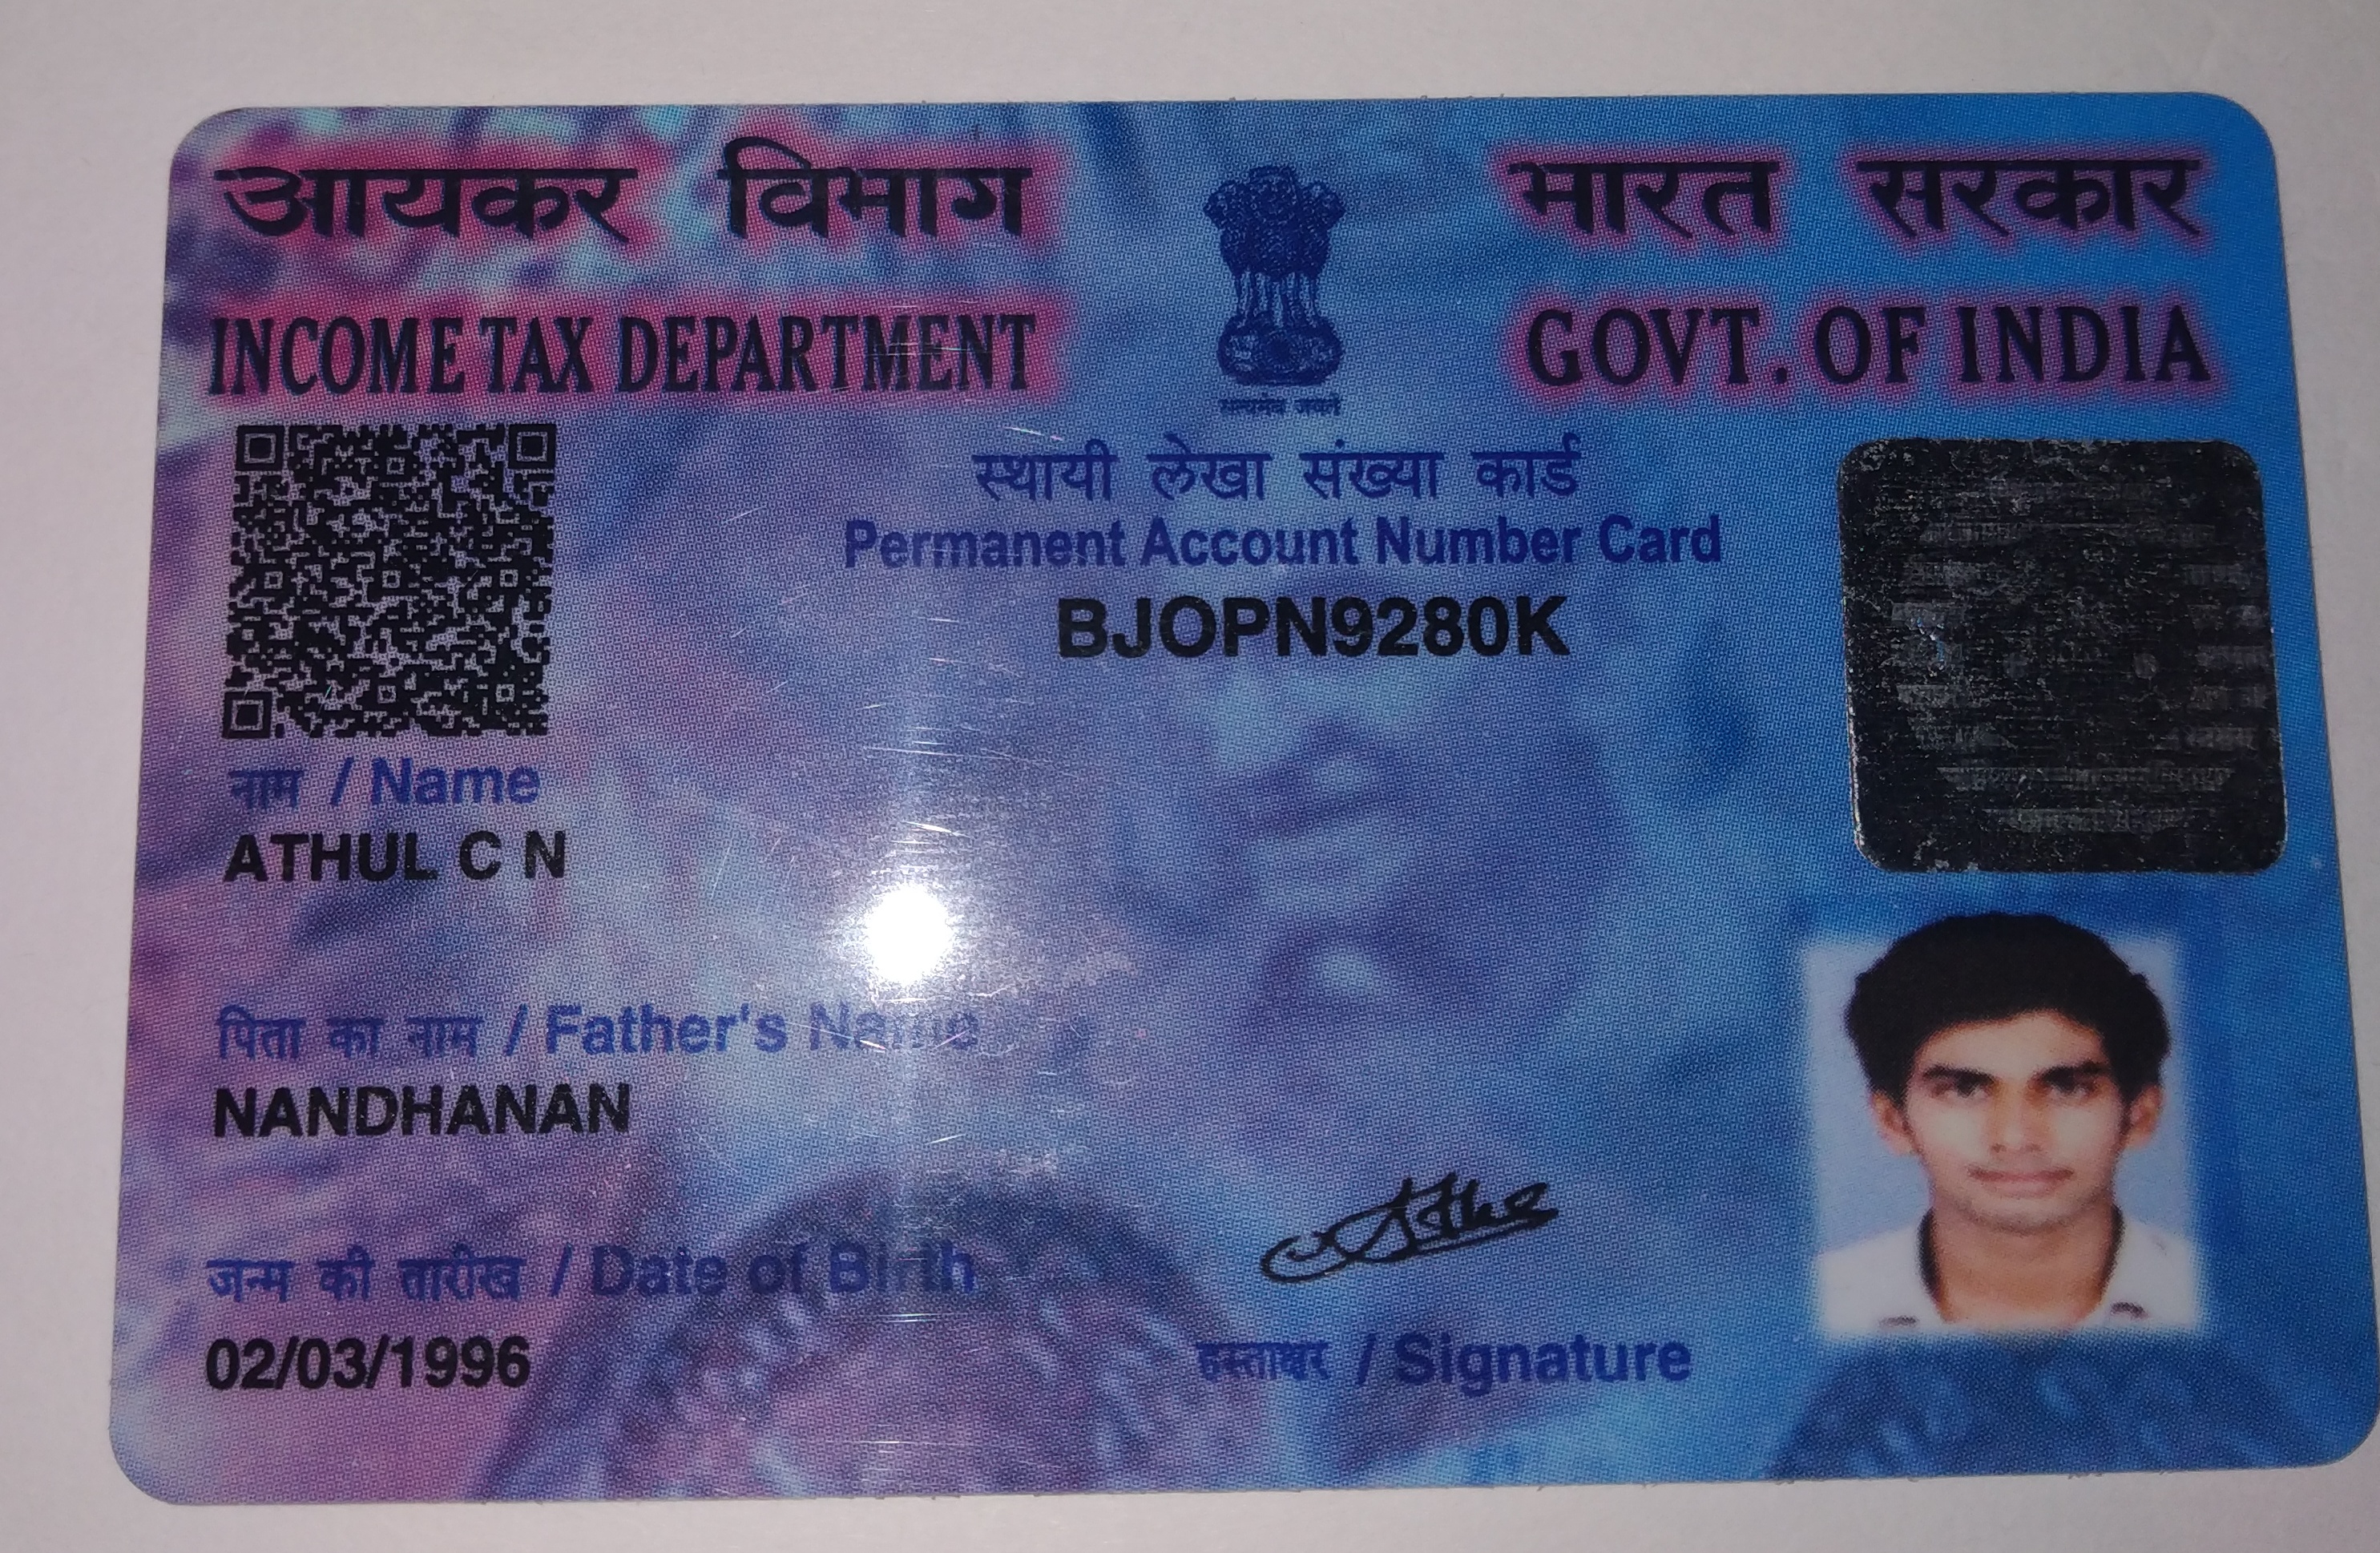 आयकर विभाग
INCOME TAX DEPARTMENT
भारत सरकार
GOVT. OF INDIA
सत्यमेव जयते
स्थायी लेखा संख्या कार्ड
Permanent Account Number Card
BJOPN9280K
नाम / Name
ATHUL C N
पिता का नाम / Father's Name
NANDHANAN
जन्म की तारीख / Date of Birth
02/03/1996
हस्ताक्षर / Signature